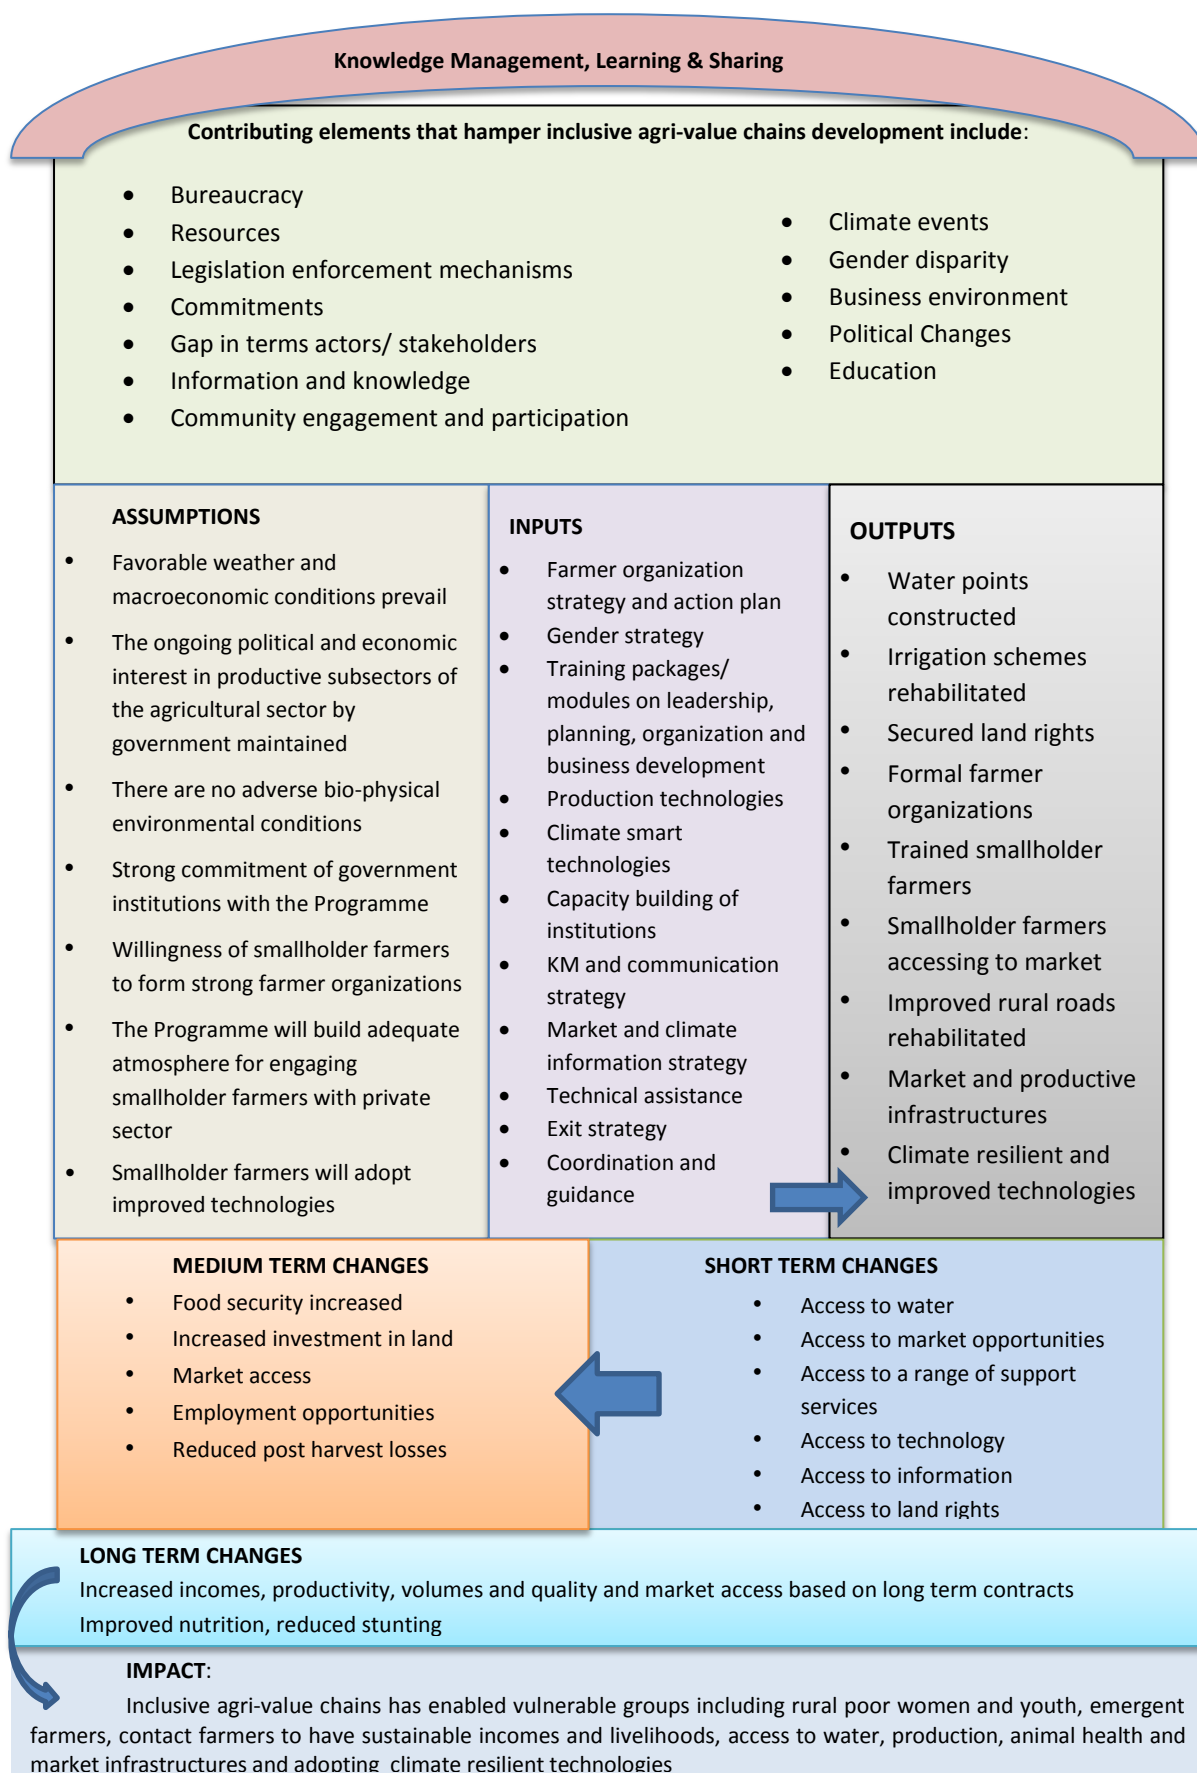 Knowledge Management, Learning & Sharing
Contributing elements that hamper inclusive agri-value chains development include:
• Bureaucracy
• Resources
• Legislation enforcement mechanisms
• Commitments
• Gap in terms actors/ stakeholders
• Information and knowledge
• Community engagement and participation
• Climate events
• Gender disparity
• Business environment
• Political Changes
• Education
ASSUMPTIONS
• Favorable weather and
macroeconomic conditions prevail
• The ongoing political and economic
interest in productive subsectors of
the agricultural sector by
government maintained
• There are no adverse bio-physical
environmental conditions
• Strong commitment of government
institutions with the Programme
• Willingness of smallholder farmers
to form strong farmer organizations
• The Programme will build adequate
atmosphere for engaging
smallholder farmers with private
sector
• Smallholder farmers will adopt
improved technologies
INPUTS
• Farmer organization
strategy and action plan
• Gender strategy
• Training packages/
modules on leadership,
planning, organization and
business development
• Production technologies
• Climate smart
technologies
• Capacity building of
institutions
• KM and communication
strategy
• Market and climate
information strategy
• Technical assistance
• Exit strategy
• Coordination and
guidance
OUTPUTS
• Water points
constructed
• Irrigation schemes
rehabilitated
• Secured land rights
• Formal farmer
organizations
• Trained smallholder
farmers
• Smallholder farmers
accessing to market
• Improved rural roads
rehabilitated
• Market and productive
infrastructures
• Climate resilient and
improved technologies
MEDIUM TERM CHANGES
• Food security increased
• Increased investment in land
• Market access
• Employment opportunities
• Reduced post harvest losses
SHORT TERM CHANGES
• Access to water
• Access to market opportunities
• Access to a range of support
services
• Access to technology
• Access to information
• Access to land rights
LONG TERM CHANGES
Increased incomes, productivity, volumes and quality and market access based on long term contracts
Improved nutrition, reduced stunting
IMPACT:
Inclusive agri-value chains has enabled vulnerable groups including rural poor women and youth, emergent
farmers, contact farmers to have sustainable incomes and livelihoods, access to water, production, animal health and
market infrastructures and adopting climate resilient technologies